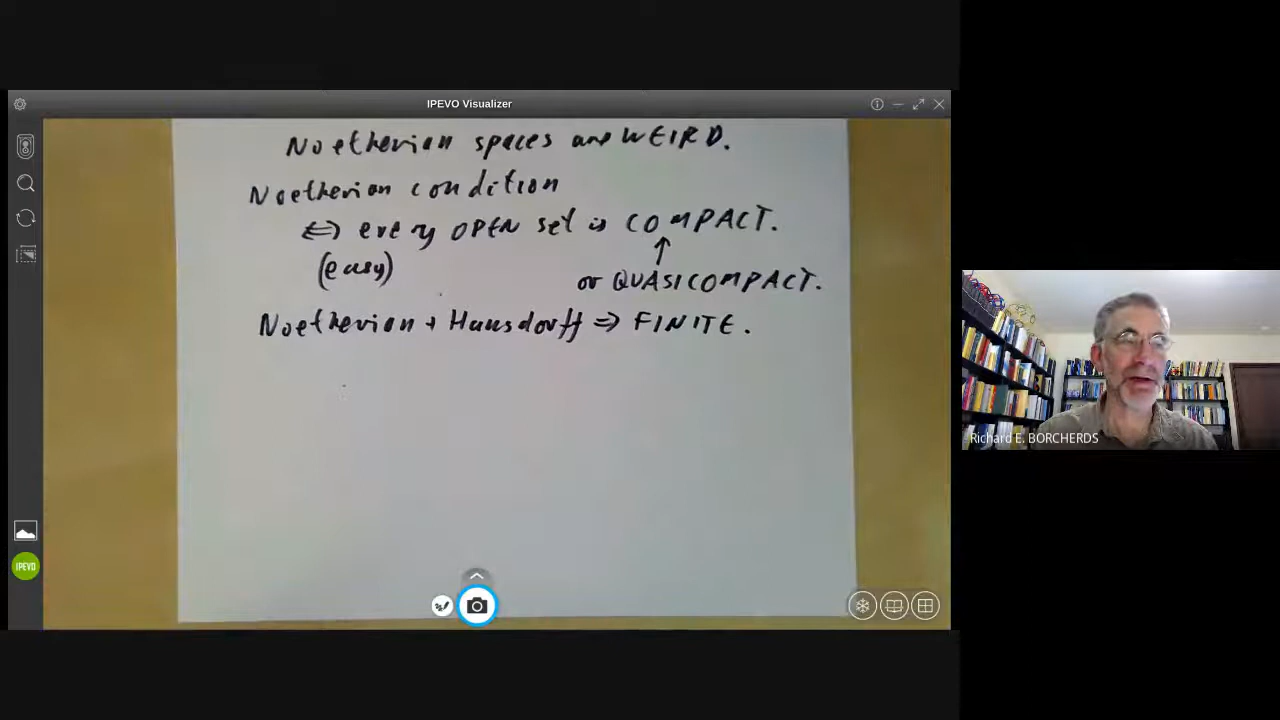 IPEVO Visualizer
Noetherian spaces are WEIRD.
Noetherian condition
⇔ every OPEN set is COMPACT.
(easy)
↑
or QUASICOMPACT.
Noetherian + Hausdorff ⇒ FINITE.
Richard E. BORCHERDS
IPEVO